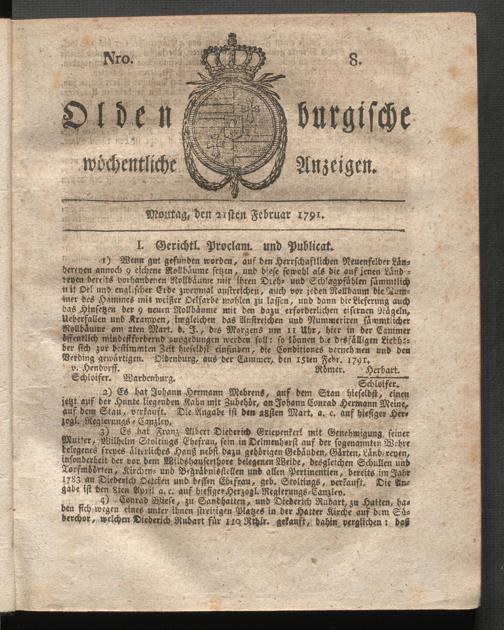 Nro. 8.
Oldenburgische
wöchentliche Anzeigen.
Montag, den 21sten Februar 1791.
I. Gerichtl. Proclam. und Publicat.
1) Wenn gut gefunden worden, auf den Herrschaftlichen Neuenfelder Län-
dereyen annoch 9 eichene Rollbäume setzen, und diese sowohl als die auf jenen Länd-
reyen bereits vorhandenen Rollbäume mit ihren Dreh- und Schlagpfählen sämmtlich
mit Oel und englischer Erde zweymal anstreichen, auch vor jeden Rollbaum die Num-
mer des Hammes mit weisser Oelfarbe mahlen zu lassen, und dann die Lieferung auch
das Hinsetzen der 9 neuen Rollbäume mit den dazu erforderlichen eisernen Nägeln,
Ueberfallen und Krampen, imgleichen das Anstreichen und Nummeriren sämmtlicher
Rollbäume am 2ten Mart. d. J., des Morgens um 11 Uhr, hier in der Cammer
öffentlich mindestfordernd ausgedungen werden soll: so können die desfälligen Liebha-
ber sich zur bestimmten Zeit hieselbst einfinden, die Conditiones vernehmen und den
Verding gewärtigen. Oldenburg, aus der Cammer, den 15ten Febr. 1791.
v. Hendorff. Römer. Herbart.
Schloifer. Wardenburg. Schloifer.
2) Es hat Johann Hermann Mehrens, auf dem Stau hieselbst, einen
jetzt auf der Hunte liegenden Kahn mit Zubehör, an Johann Conrad Hermann Meine,
auf dem Stau, verkauft. Die Angabe ist den 28sten Mart. a. c. auf hiesiger Her-
zogl. Regierungs-Canzley.
3) Es hat Franz Albert Diederich Griepenkerl mit Genehmigung seiner
Mutter, Wilhelm Stoltings Ehefrau, sein in Delmenhorst auf der sogenannten Wehr
belegenes freyes älterliches Hauß nebst dazu gehörigen Gebäuden, Gärten, Ländereyen,
insonderheit der vor dem Wildshauserthore belegenen Weide, desgleichen Schullen und
Torfmöhrten, Kirchen- und Begräbnißstellen und allen Pertinentien, bereits im Jahr
1783 an Diederich Oetken und dessen Ehefrau, geb. Stoltings, verkauft. Die An-
gabe ist den 8ten April a. c. auf hiesiger Herzogl. Regierungs-Canzley.
4) Conrad Wiese, zu Sandhatten, und Diederich Rubart, zu Hatten, ha-
ben sich wegen eines unter ihnen streitigen Platzes in der Hatter Kirche auf dem Sü-
derchor, welchen Diederich Rubart für 110 Rthlr. gekauft, dahin verglichen: daß